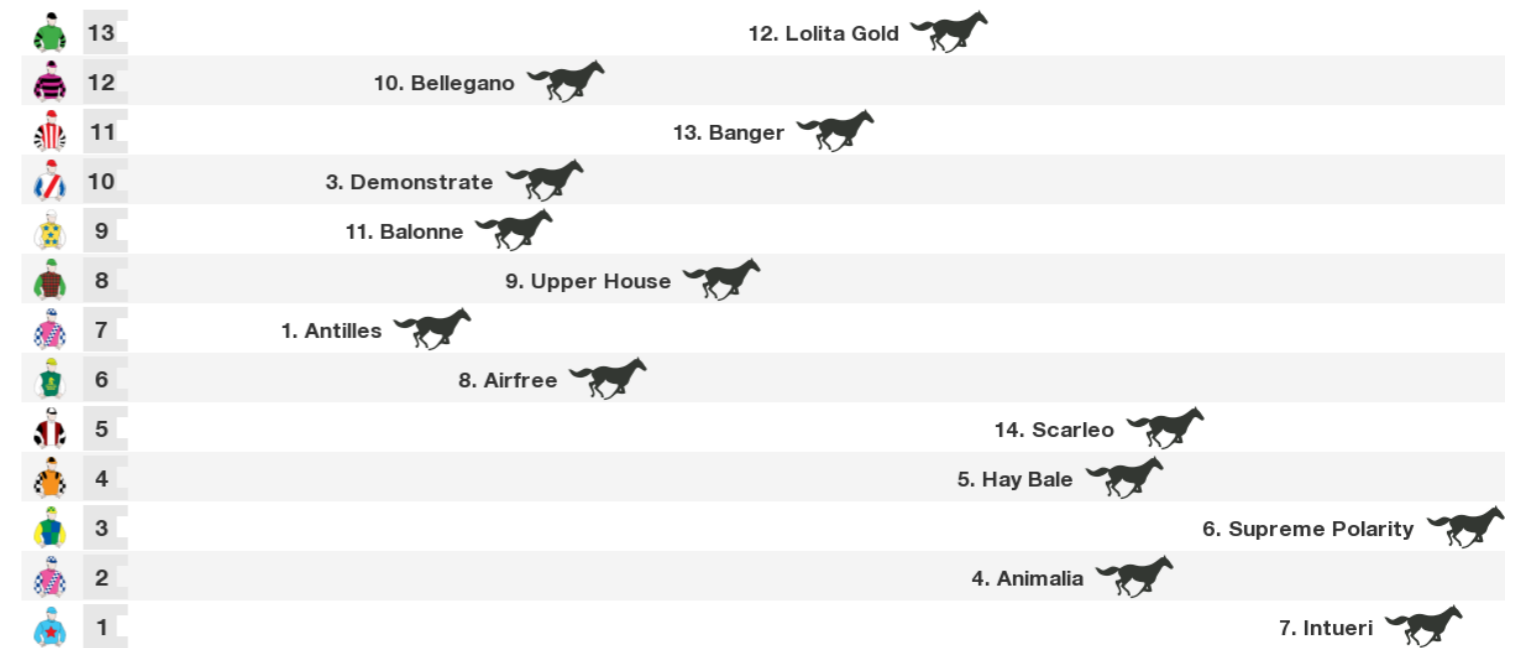 13 12. Lolita Gold
12 10. Bellegano
11 13. Banger
10 3. Demonstrate
9 11. Balonne
8 9. Upper House
7 1. Antilles
6 8. Airfree
5 14. Scarleo
4 5. Hay Bale
3 6. Supreme Polarity
2 4. Animalia
1 7. Intueri